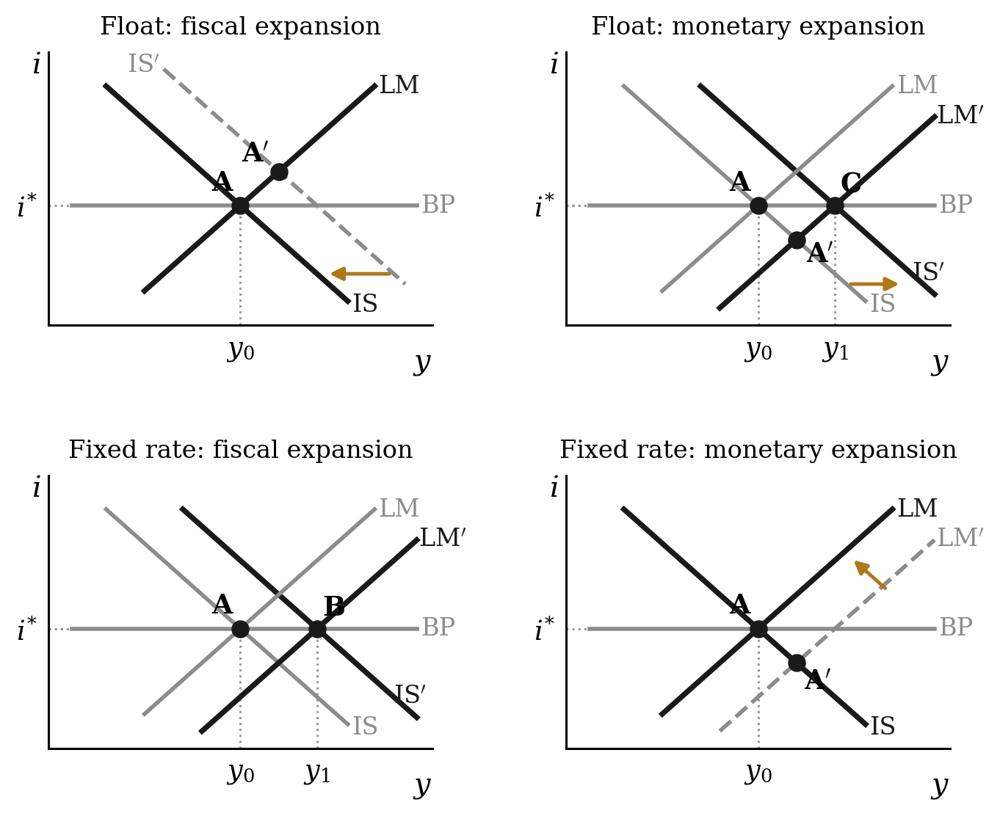 Float: fiscal expansion
i
IS′
LM
A′
A
i*
BP
IS
y₀
y
Float: monetary expansion
i
LM
LM′
A
C
i*
BP
A′
IS′
IS
y₀
y₁
y
Fixed rate: fiscal expansion
i
LM
LM′
A
B
i*
BP
IS′
IS
y₀
y₁
y
Fixed rate: monetary expansion
i
LM
LM′
A
i*
BP
A′
IS
y₀
y